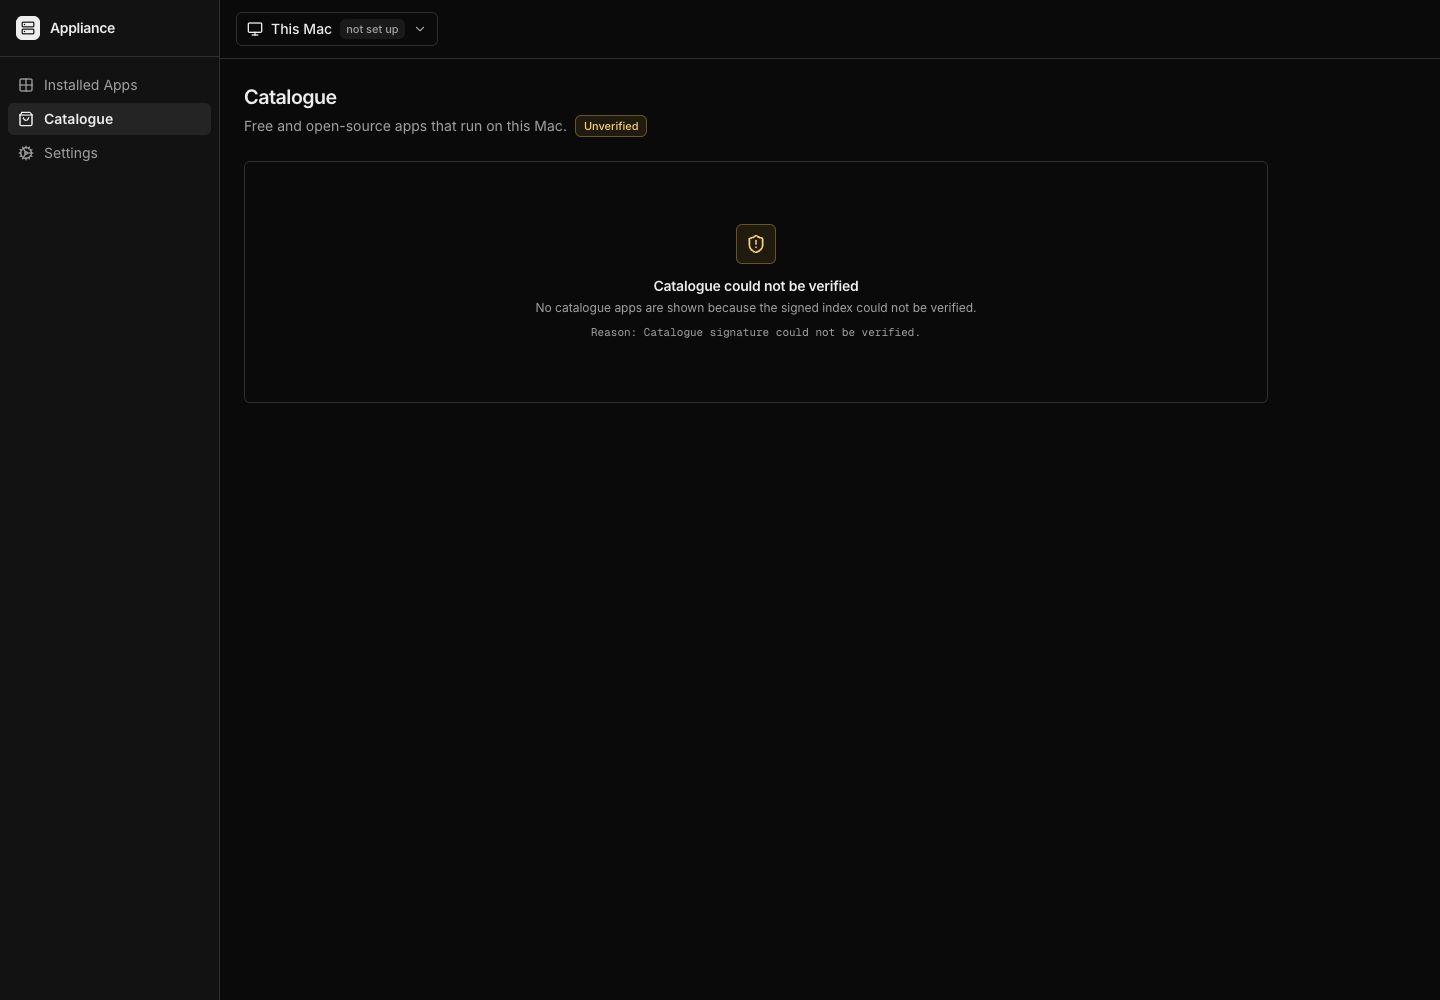 Appliance
This Mac not set up
Installed Apps
Catalogue
Settings
Catalogue
Free and open-source apps that run on this Mac. Unverified
Catalogue could not be verified
No catalogue apps are shown because the signed index could not be verified.
Reason: Catalogue signature could not be verified.